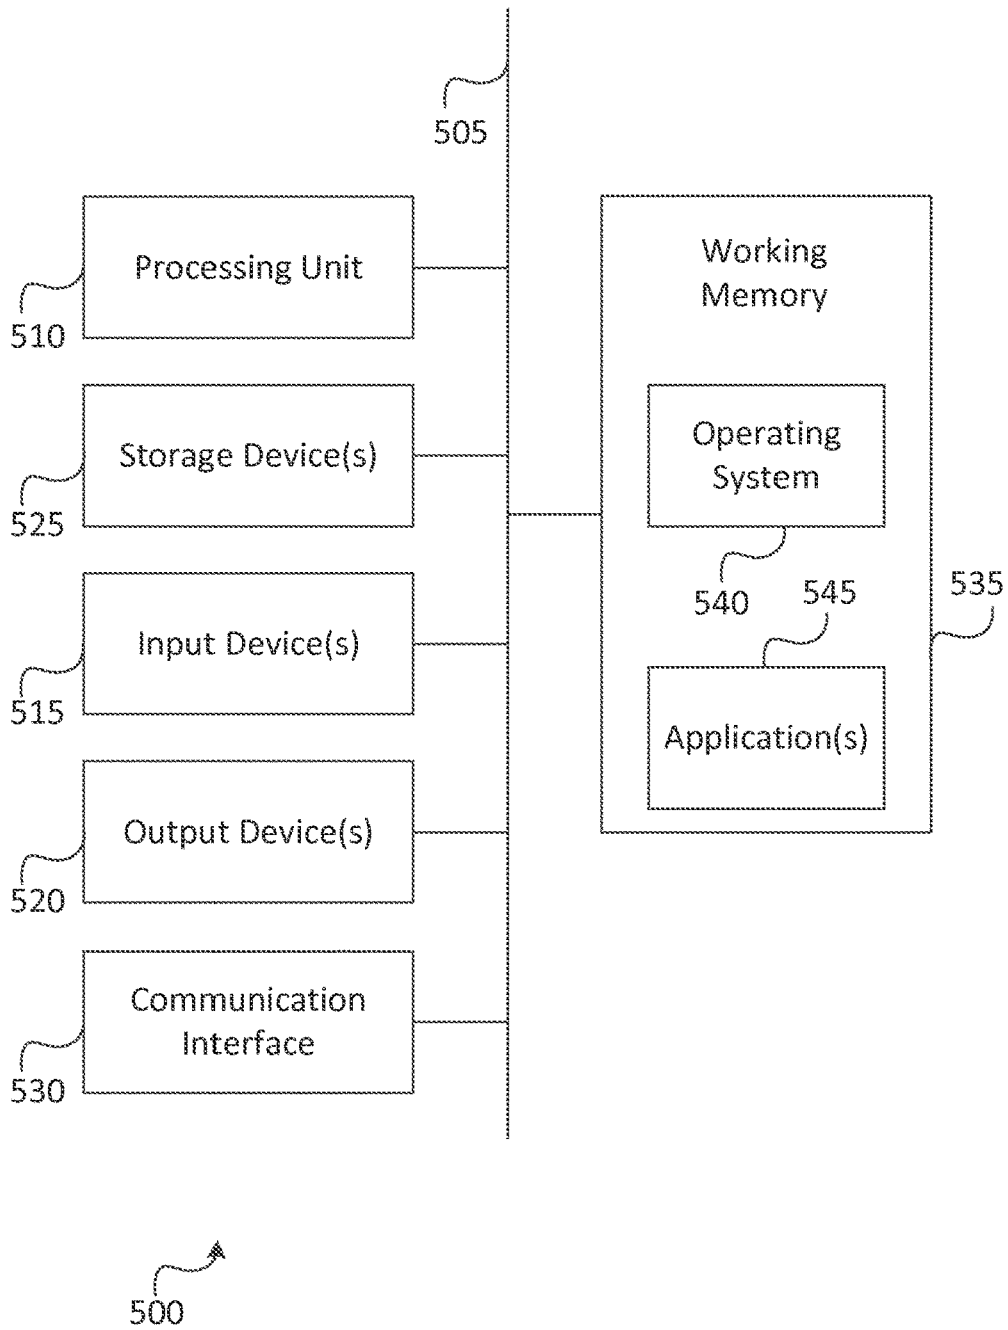 505
Processing Unit
510
Storage Device(s)
525
Input Device(s)
515
Output Device(s)
520
Communication
Interface
530
Working
Memory
Operating
System
540
545
535
Application(s)
500